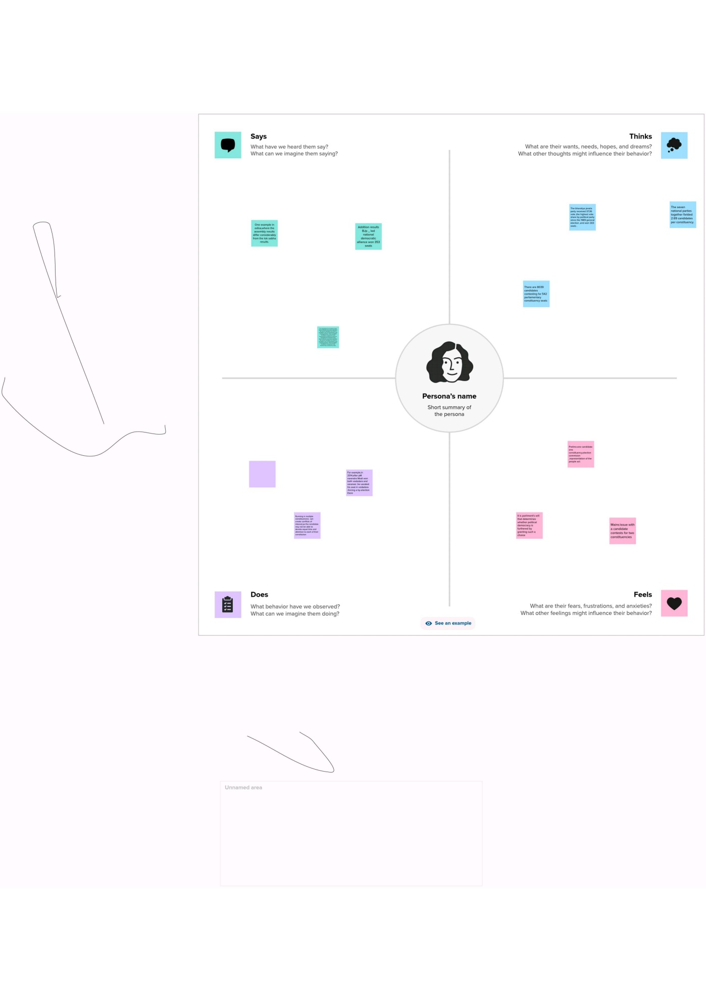 Says
What have we heard them say?
What can we imagine them saying?
Thinks
What are their wants, needs, hopes, and dreams?
What other thoughts might influence their behavior?
One example in
odisa,where the
assembly results
differ considerably
from the lok sabha
results.
Addition results
BJp _ led
national
democratic
alliance won 353
seats
The bharatiya janata
party received 37.36
vote ,the highest vote
share by political party
since the 1989 general
election ,and won 303
seats .
The seven
national parties
together fielded
2.69 candidates
per constituency.
There are 8039
candidates
contesting for 542
parliamentary
constituency seats
Persona's name
Short summary of
the persona
For example,in
2014,after pM
narendra Modi won
both vododara and
veranasi ,he vacated
his seat in vododara
,forcing a by-election
there
Running in multiple
constituencies can
create conflicts of
interest,as the candidate
may not be able to
devote equal time and
attention to each of their
constitution
Prelims:one candidate
one
constituency,election
commision
,representation of the
people act
It is parliment's will
that determines
whether political
democracy is
furthered by
granting such a
choice
Mains:issue with
a candidate
contests for two
constituencies
Does
What behavior have we observed?
What can we imagine them doing?
Feels
What are their fears, frustrations, and anxieties?
What other feelings might influence their behavior?
See an example
Unnamed area